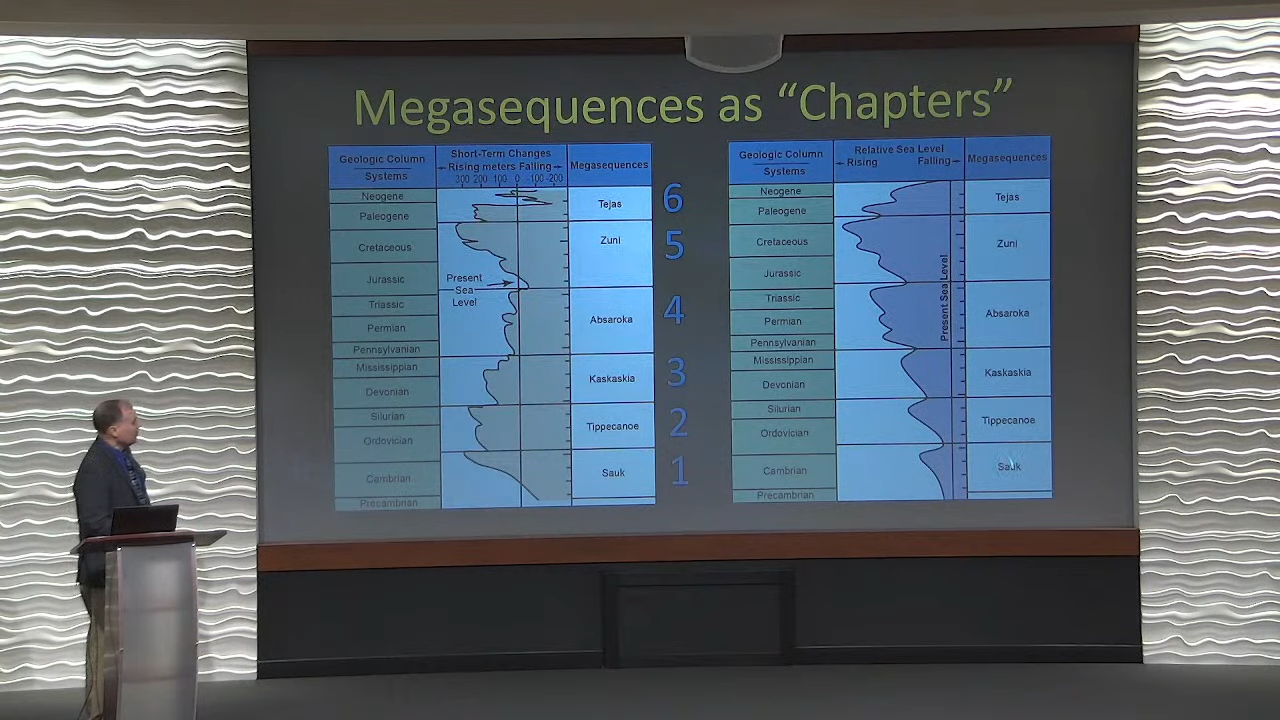 Megasequences as “Chapters”
Geologic Column
Systems
Short-Term Changes
Rising meters Falling
300 200 100 0 -100 -200
Megasequences
Neogene
Paleogene
Cretaceous
Jurassic
Triassic
Permian
Pennsylvanian
Mississippian
Devonian
Silurian
Ordovician
Cambrian
Precambrian
Present
Sea
Level
Tejas
Zuni
Absaroka
Kaskaskia
Tippecanoe
Sauk
6
5
4
3
2
1
Geologic Column
Systems
Relative Sea Level
Rising Falling
Megasequences
Neogene
Paleogene
Cretaceous
Jurassic
Triassic
Permian
Pennsylvanian
Mississippian
Devonian
Silurian
Ordovician
Cambrian
Precambrian
Present Sea Level
Tejas
Zuni
Absaroka
Kaskaskia
Tippecanoe
Sauk